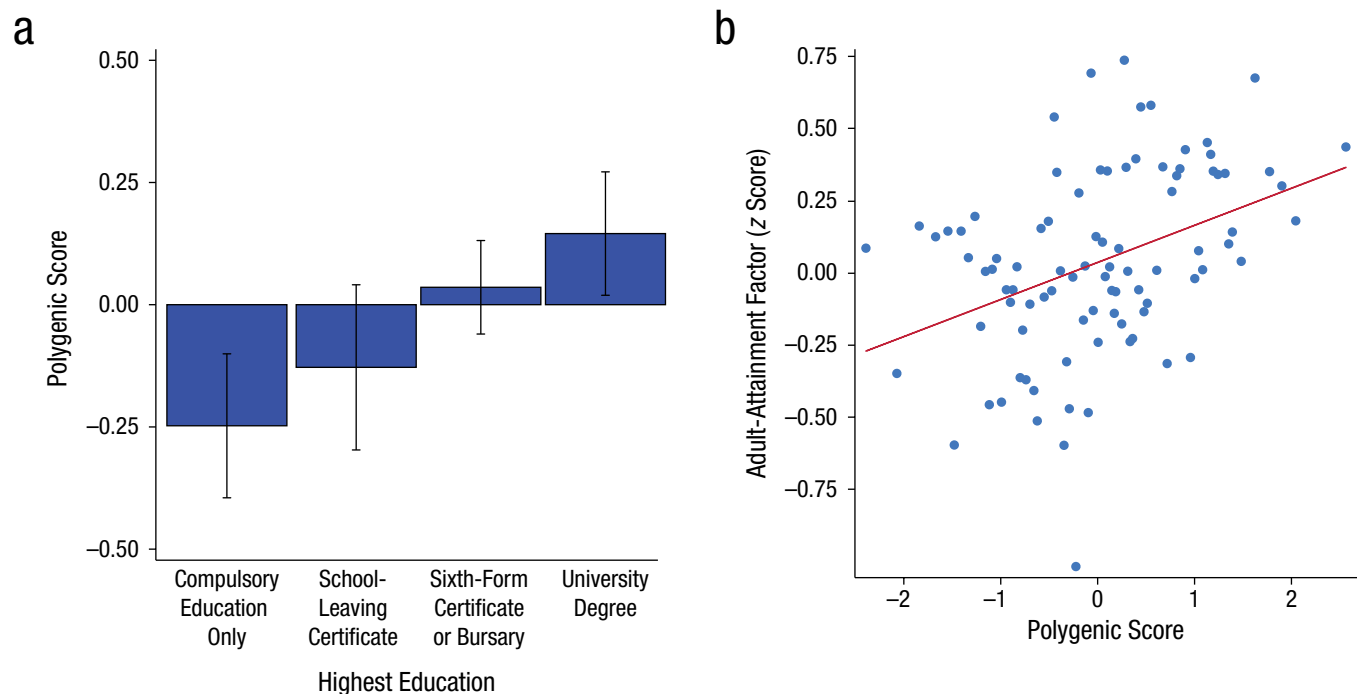 a
0.50
0.25
0.00
–0.25
–0.50
Polygenic Score
Compulsory
Education
Only
School-
Leaving
Certificate
Sixth-Form
Certificate
or Bursary
University
Degree
Highest Education
b
0.75
0.50
0.25
0.00
–0.25
–0.50
–0.75
Adult-Attainment Factor (z Score)
–2 –1 0 1 2
Polygenic Score